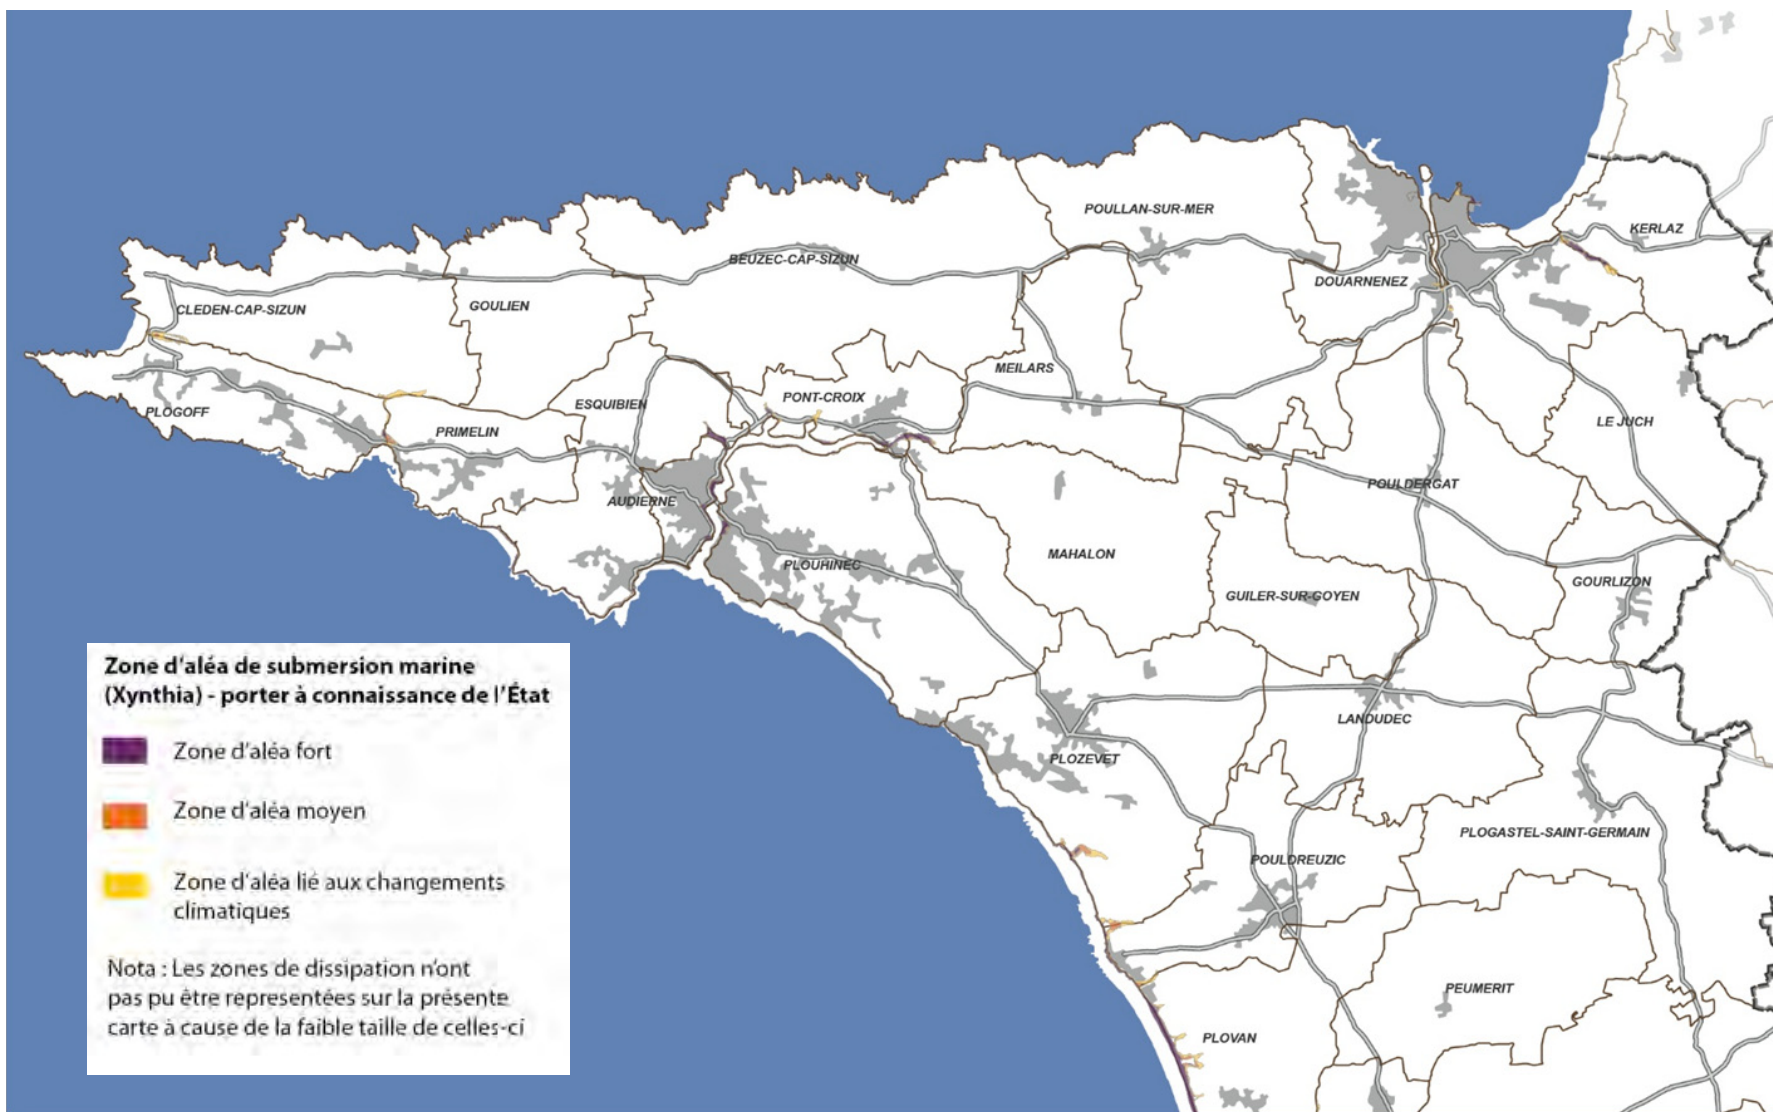 POULLAN-SUR-MER
KERLAZ
BEUZEC-CAP-SIZUN
DOUARNENEZ
CLEDEN-CAP-SIZUN
GOULIEN
MEILARS
PONT-CROIX
ESQUIBIEN
PLOGOFF
PRIMELIN
LE JUCH
POULDERGAT
AUDIERNE
MAHALON
PLOUHINEC
GOURLIZON
GUILER-SUR-GOYEN
LANDUDEC
PLOZEVET
PLOGASTEL-SAINT-GERMAIN
POULDREUZIC
PEUMERIT
PLOVAN
Zone d'aléa de submersion marine
(Xynthia) - porter à connaissance de l'État
Zone d'aléa fort
Zone d'aléa moyen
Zone d'aléa lié aux changements
climatiques
Nota : Les zones de dissipation n'ont
pas pu être representées sur la présente
carte à cause de la faible taille de celles-ci